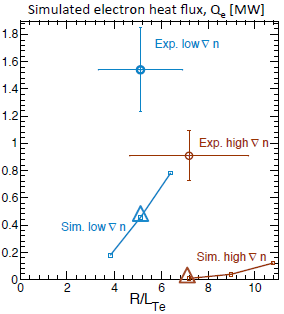 Simulated electron heat flux, Qe [MW]
1.8
1.6
1.4
1.2
1
0.8
0.6
0.4
0.2
0
Exp. low ∇ n
Exp. high ∇ n
Sim. low ∇ n
Sim. high ∇ n
0 2 4 6 8 10
R/LTe